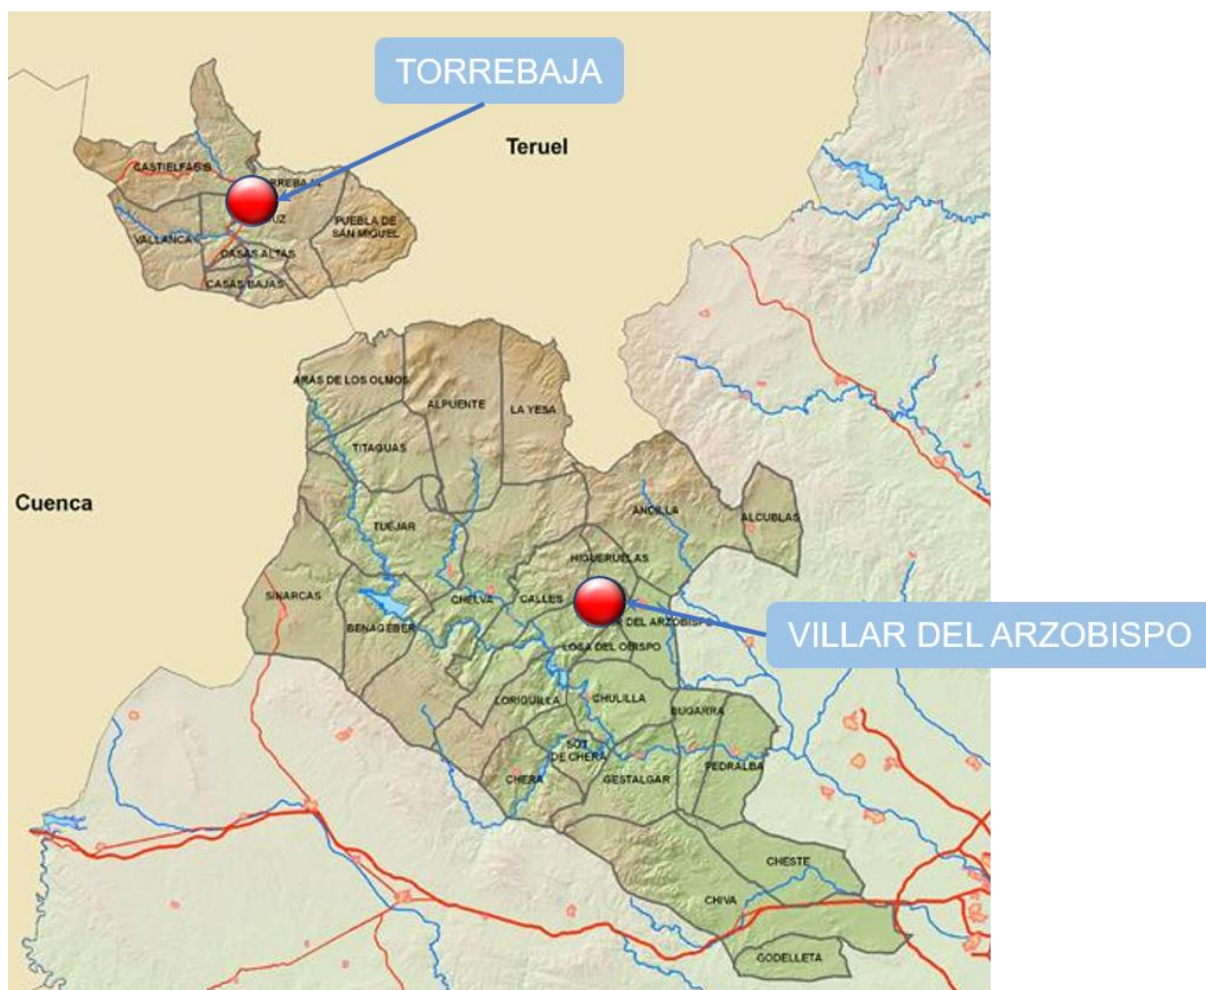 TORREBAJA
Teruel
CASTIELFABIB
PUEBLA DE
SAN MIGUEL
VALLANCA
CASAS ALTAS
CASAS BAJAS
ARAS DE LOS OLMOS
ALPUENTE
LA YESA
TITAGUAS
Cuenca
ANDILLA
ALCUBLAS
TUEJAR
HIGUERUELAS
SINARCAS
CHELVA
CALLES
BENAGEBER
DEL ARZOBISPO
VILLAR DEL ARZOBISPO
LOSA DEL OBISPO
LORIGUILLA
CHULILLA
BUGARRA
SOT
DE CHERA
CHERA
GESTALGAR
PEDRALBA
CHESTE
CHIVA
GODELLETA